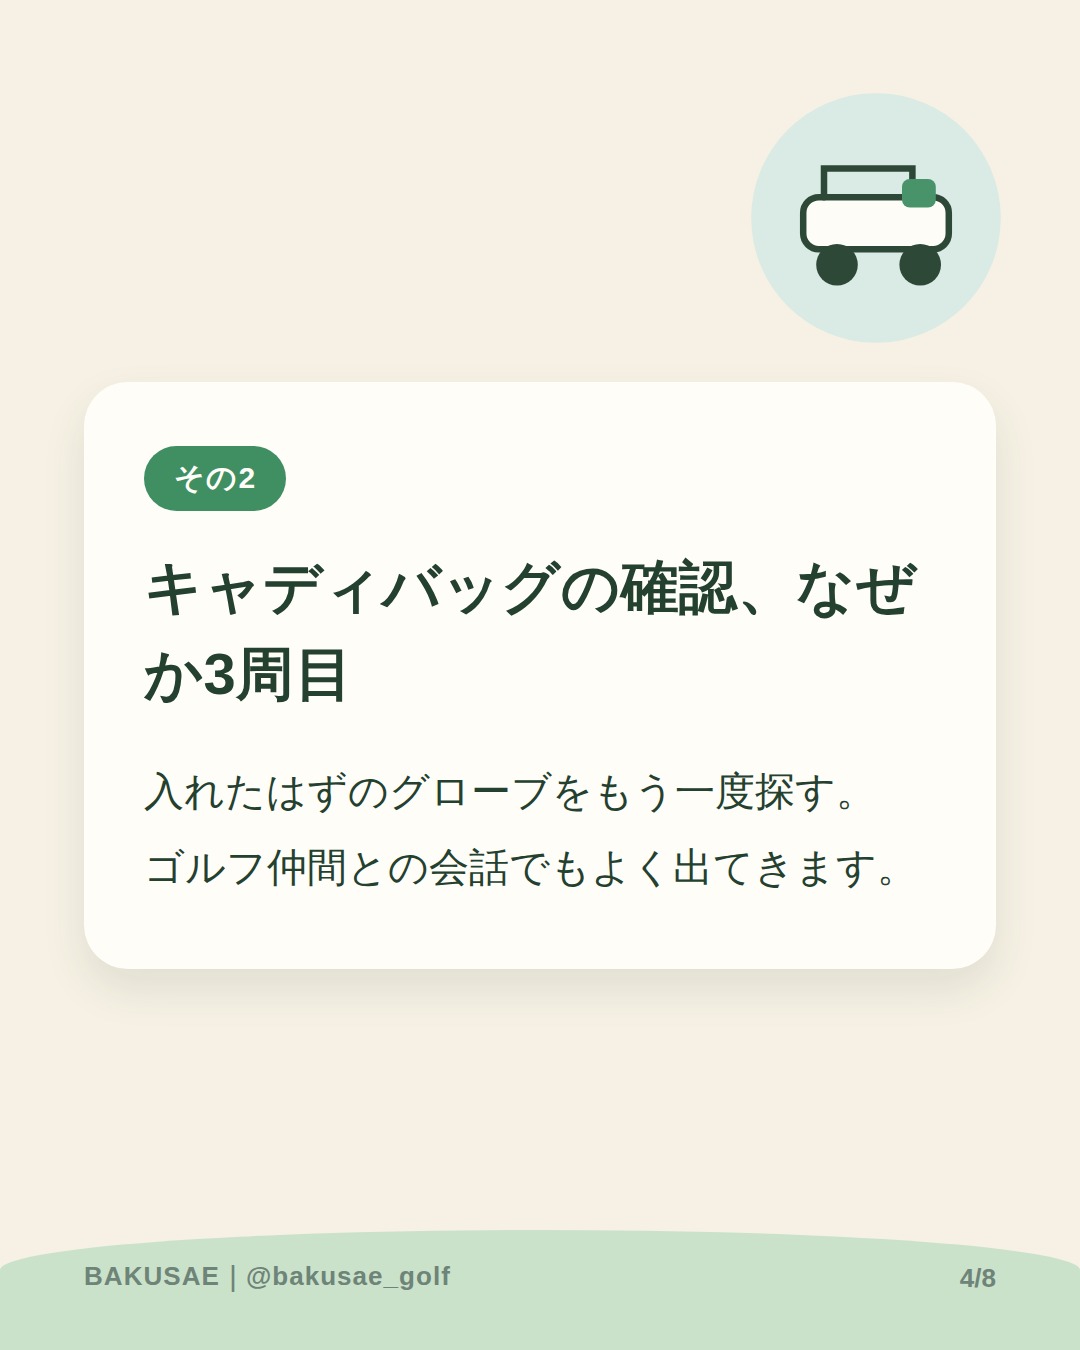 その2
キャディバッグの確認、なぜ
か3周目
入れたはずのグローブをもう一度探す。
ゴルフ仲間との会話でもよく出てきます。
BAKUSAE | @bakusae_golf
4/8